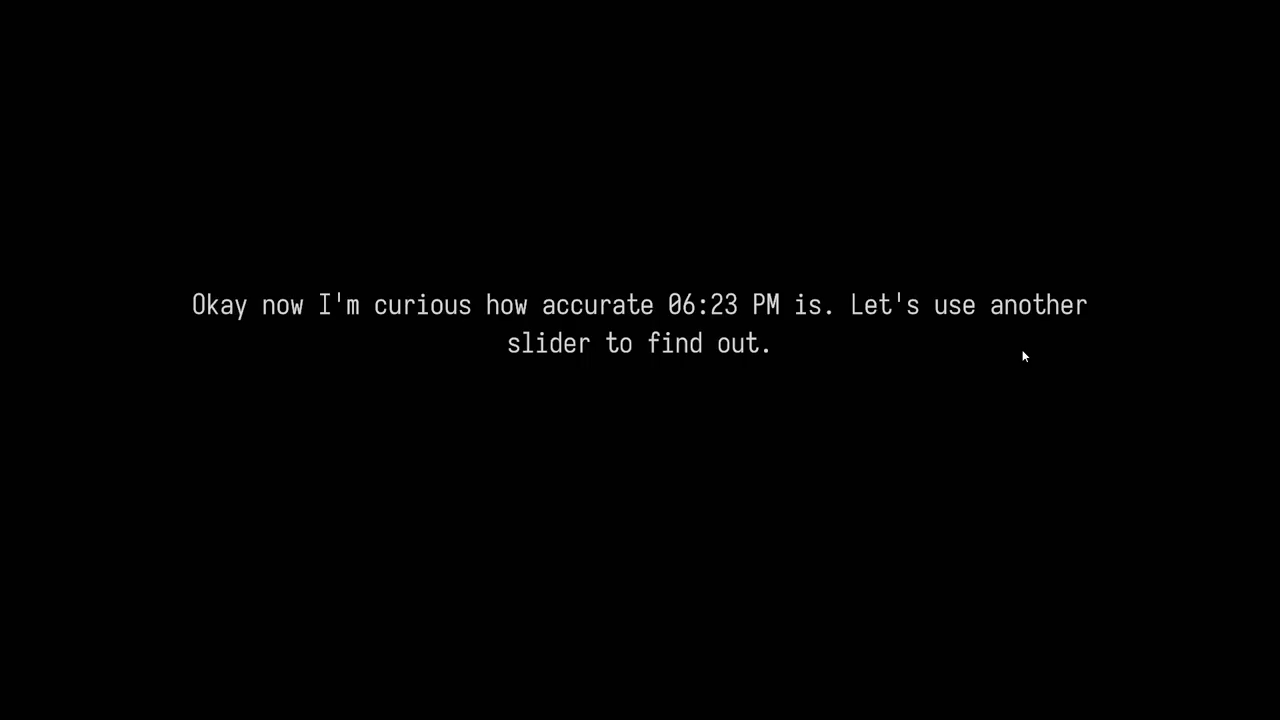 Okay now I'm curious how accurate 06:23 PM is. Let's use another
slider to find out.